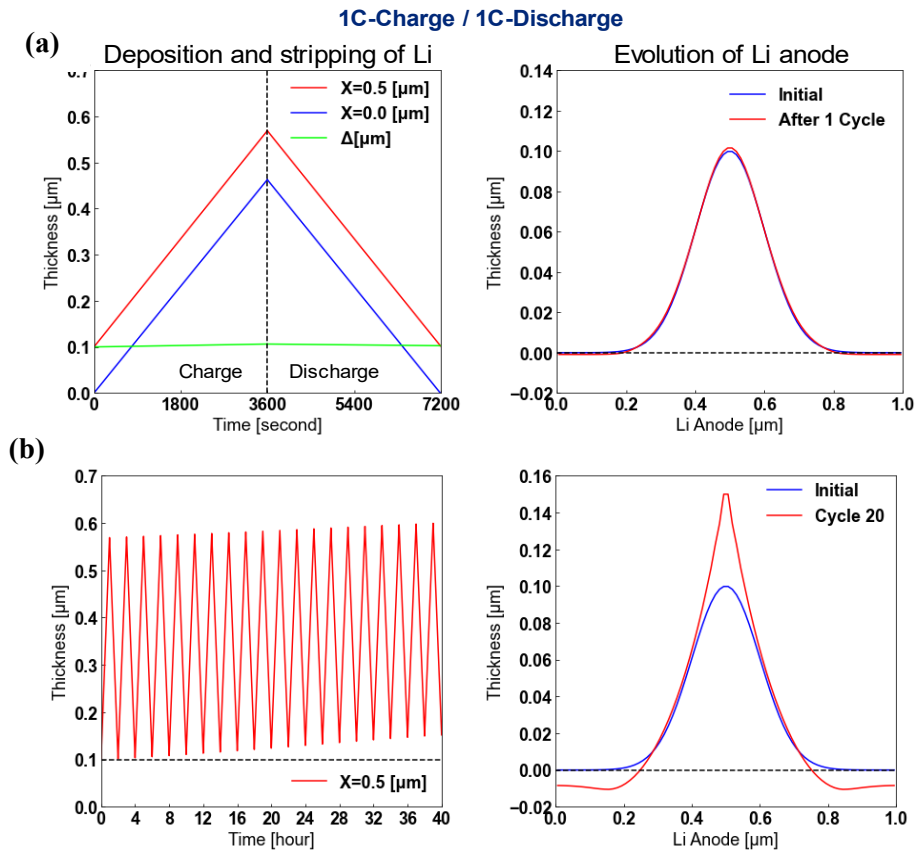 1C-Charge / 1C-Discharge
(a)
Deposition and stripping of Li
Thickness [µm]
0.7
0.6
0.5
0.4
0.3
0.2
0.1
0.0
X=0.5 [µm]
X=0.0 [µm]
Δ[µm]
Charge
Discharge
0
1800
3600
5400
7200
Time [second]
Evolution of Li anode
Thickness [µm]
0.14
0.12
0.10
0.08
0.06
0.04
0.02
0.00
−0.02
Initial
After 1 Cycle
0.0
0.2
0.4
0.6
0.8
1.0
Li Anode [µm]
(b)
Thickness [µm]
0.7
0.6
0.5
0.4
0.3
0.2
0.1
0.0
X=0.5 [µm]
0
4
8
12
16
20
24
28
32
36
40
Time [hour]
Thickness [µm]
0.16
0.14
0.12
0.10
0.08
0.06
0.04
0.02
0.00
−0.02
Initial
Cycle 20
0.0
0.2
0.4
0.6
0.8
1.0
Li Anode [µm]